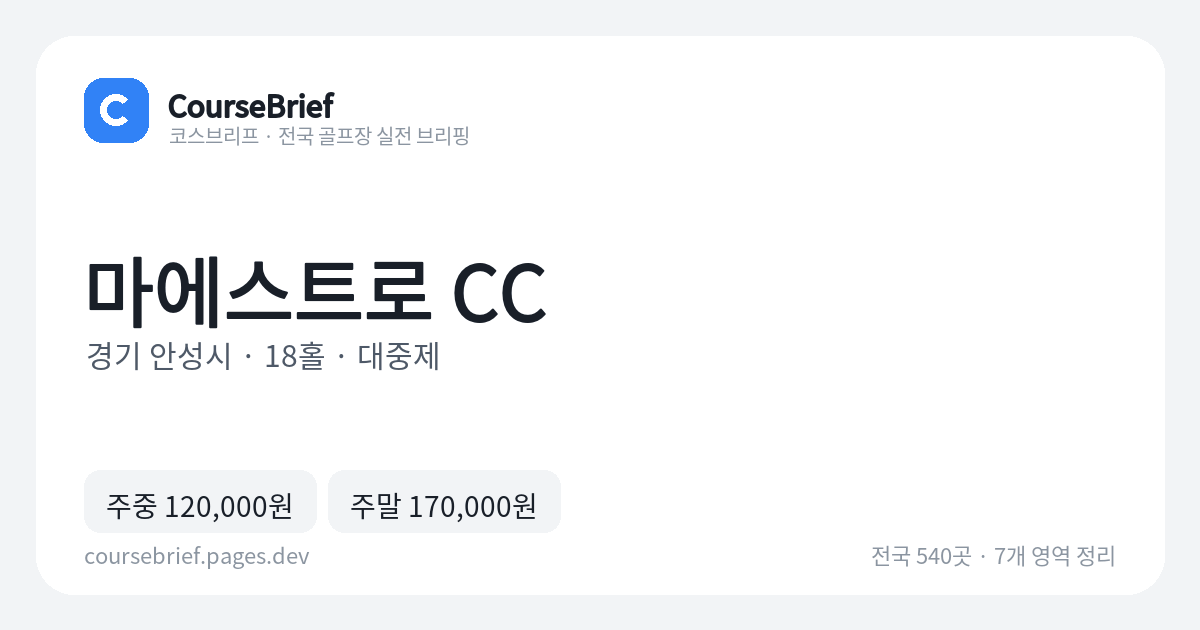 C
CourseBrief
코스브리프 · 전국 골프장 실전 브리핑
마에스트로 CC
경기 안성시 · 18홀 · 대중제
주중 120,000원 주말 170,000원
coursebrief.pages.dev
전국 540곳 · 7개 영역 정리